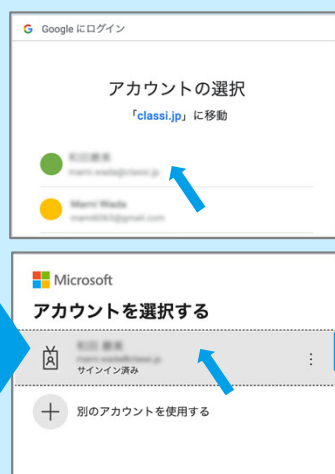 Google にログイン
アカウントの選択
「classi.jp」に移動
Microsoft
アカウントを選択する
サインイン済み
別のアカウントを使用する